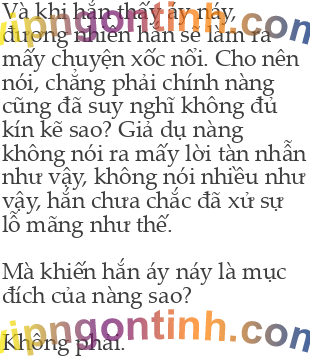 Và khi hắn thấy áy náy,
đương nhiên hắn sẽ làm ra
mấy chuyện xốc nổi. Cho nên
nói, chẳng phải chính nàng
cũng đã suy nghĩ không đủ
kín kẽ sao? Giả dụ nàng
không nói ra mấy lời tàn nhẫn
như vậy, không nói nhiều như
vậy, hắn chưa chắc đã xử sự
lỗ mãng như thế.
Mà khiến hắn áy náy là mục
đích của nàng sao?
Không phải.
vipngontinh.com
vipngontinh.com